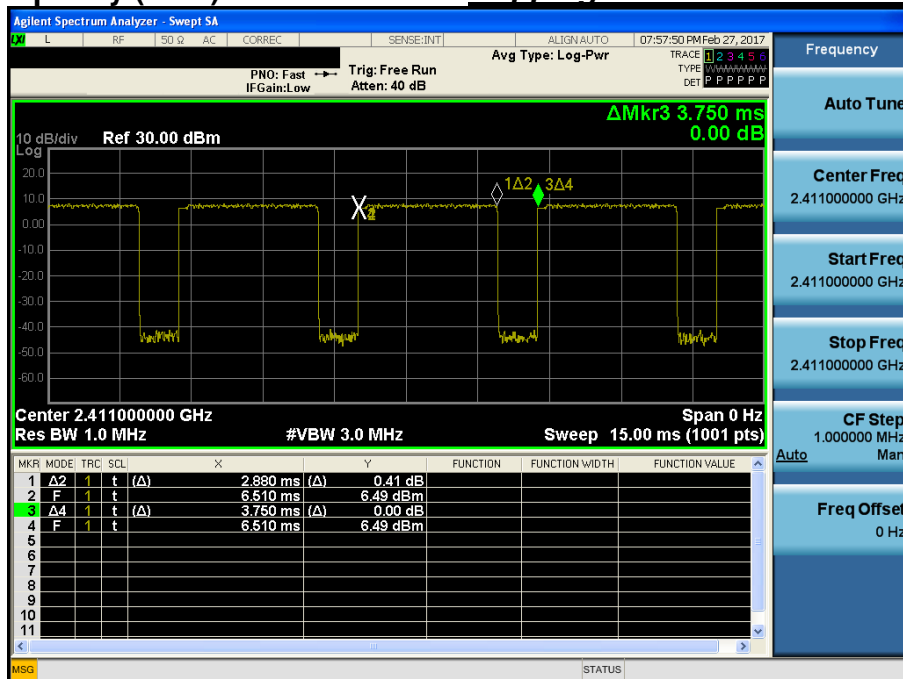 Agilent Spectrum Analyzer - Swept SA
LXI L RF 50 Ω AC CORREC SENSE:INT ALIGN AUTO 07:57:50 PM Feb 27, 2017
Avg Type: Log-Pwr TRACE 1 2 3 4 5 6
PNO: Fast Trig: Free Run TYPE WWWWWW
IFGain:Low Atten: 40 dB DET P P P P P P
ΔMkr3 3.750 ms
0.00 dB
10 dB/div Ref 30.00 dBm
Log
20.0
10.0
0.00
-10.0
-20.0
-30.0
-40.0
-50.0
-60.0
1Δ2 3Δ4
Center 2.411000000 GHz Span 0 Hz
Res BW 1.0 MHz #VBW 3.0 MHz Sweep 15.00 ms (1001 pts)
MKR MODE TRC SCL X Y FUNCTION FUNCTION WIDTH FUNCTION VALUE
1 Δ2 1 t (Δ) 2.880 ms (Δ) 0.41 dB
2 F 1 t 6.510 ms 6.49 dBm
3 Δ4 1 t (Δ) 3.750 ms (Δ) 0.00 dB
4 F 1 t 6.510 ms 6.49 dBm
5
6
7
8
9
10
11
MSG STATUS
Frequency
Auto Tune
Center Freq
2.411000000 GHz
Start Freq
2.411000000 GHz
Stop Freq
2.411000000 GHz
CF Step
1.000000 MHz
Auto Man
Freq Offset
0 Hz